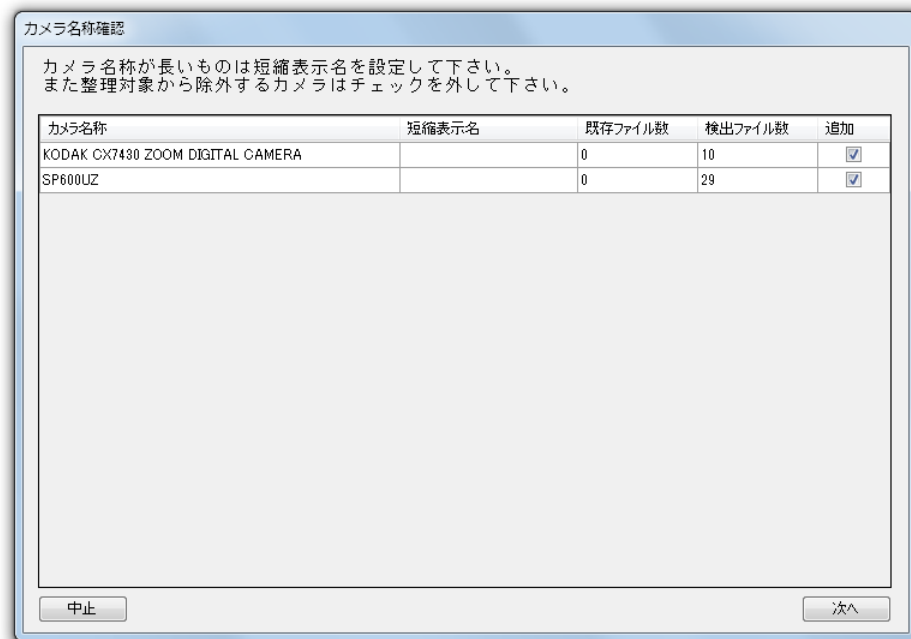 カメラ名称確認
カメラ名称が長いものは短縮表示名を設定して下さい。
また整理対象から除外するカメラはチェックを外して下さい。
カメラ名称 短縮表示名 既存ファイル数 検出ファイル数 追加
KODAK CX7430 ZOOM DIGITAL CAMERA 0 10
SP600UZ 0 29
中止 次へ